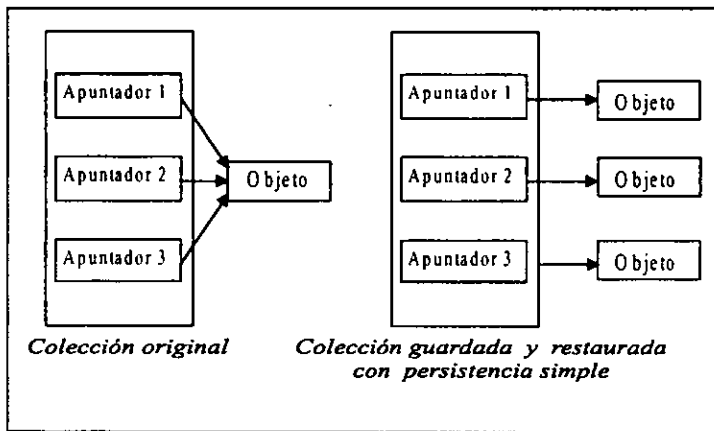 Apuntador 1
Apuntador 2
Apuntador 3
Objeto
Colección original
Apuntador 1
Objeto
Apuntador 2
Objeto
Apuntador 3
Objeto
Colección guardada y restaurada
con persistencia simple